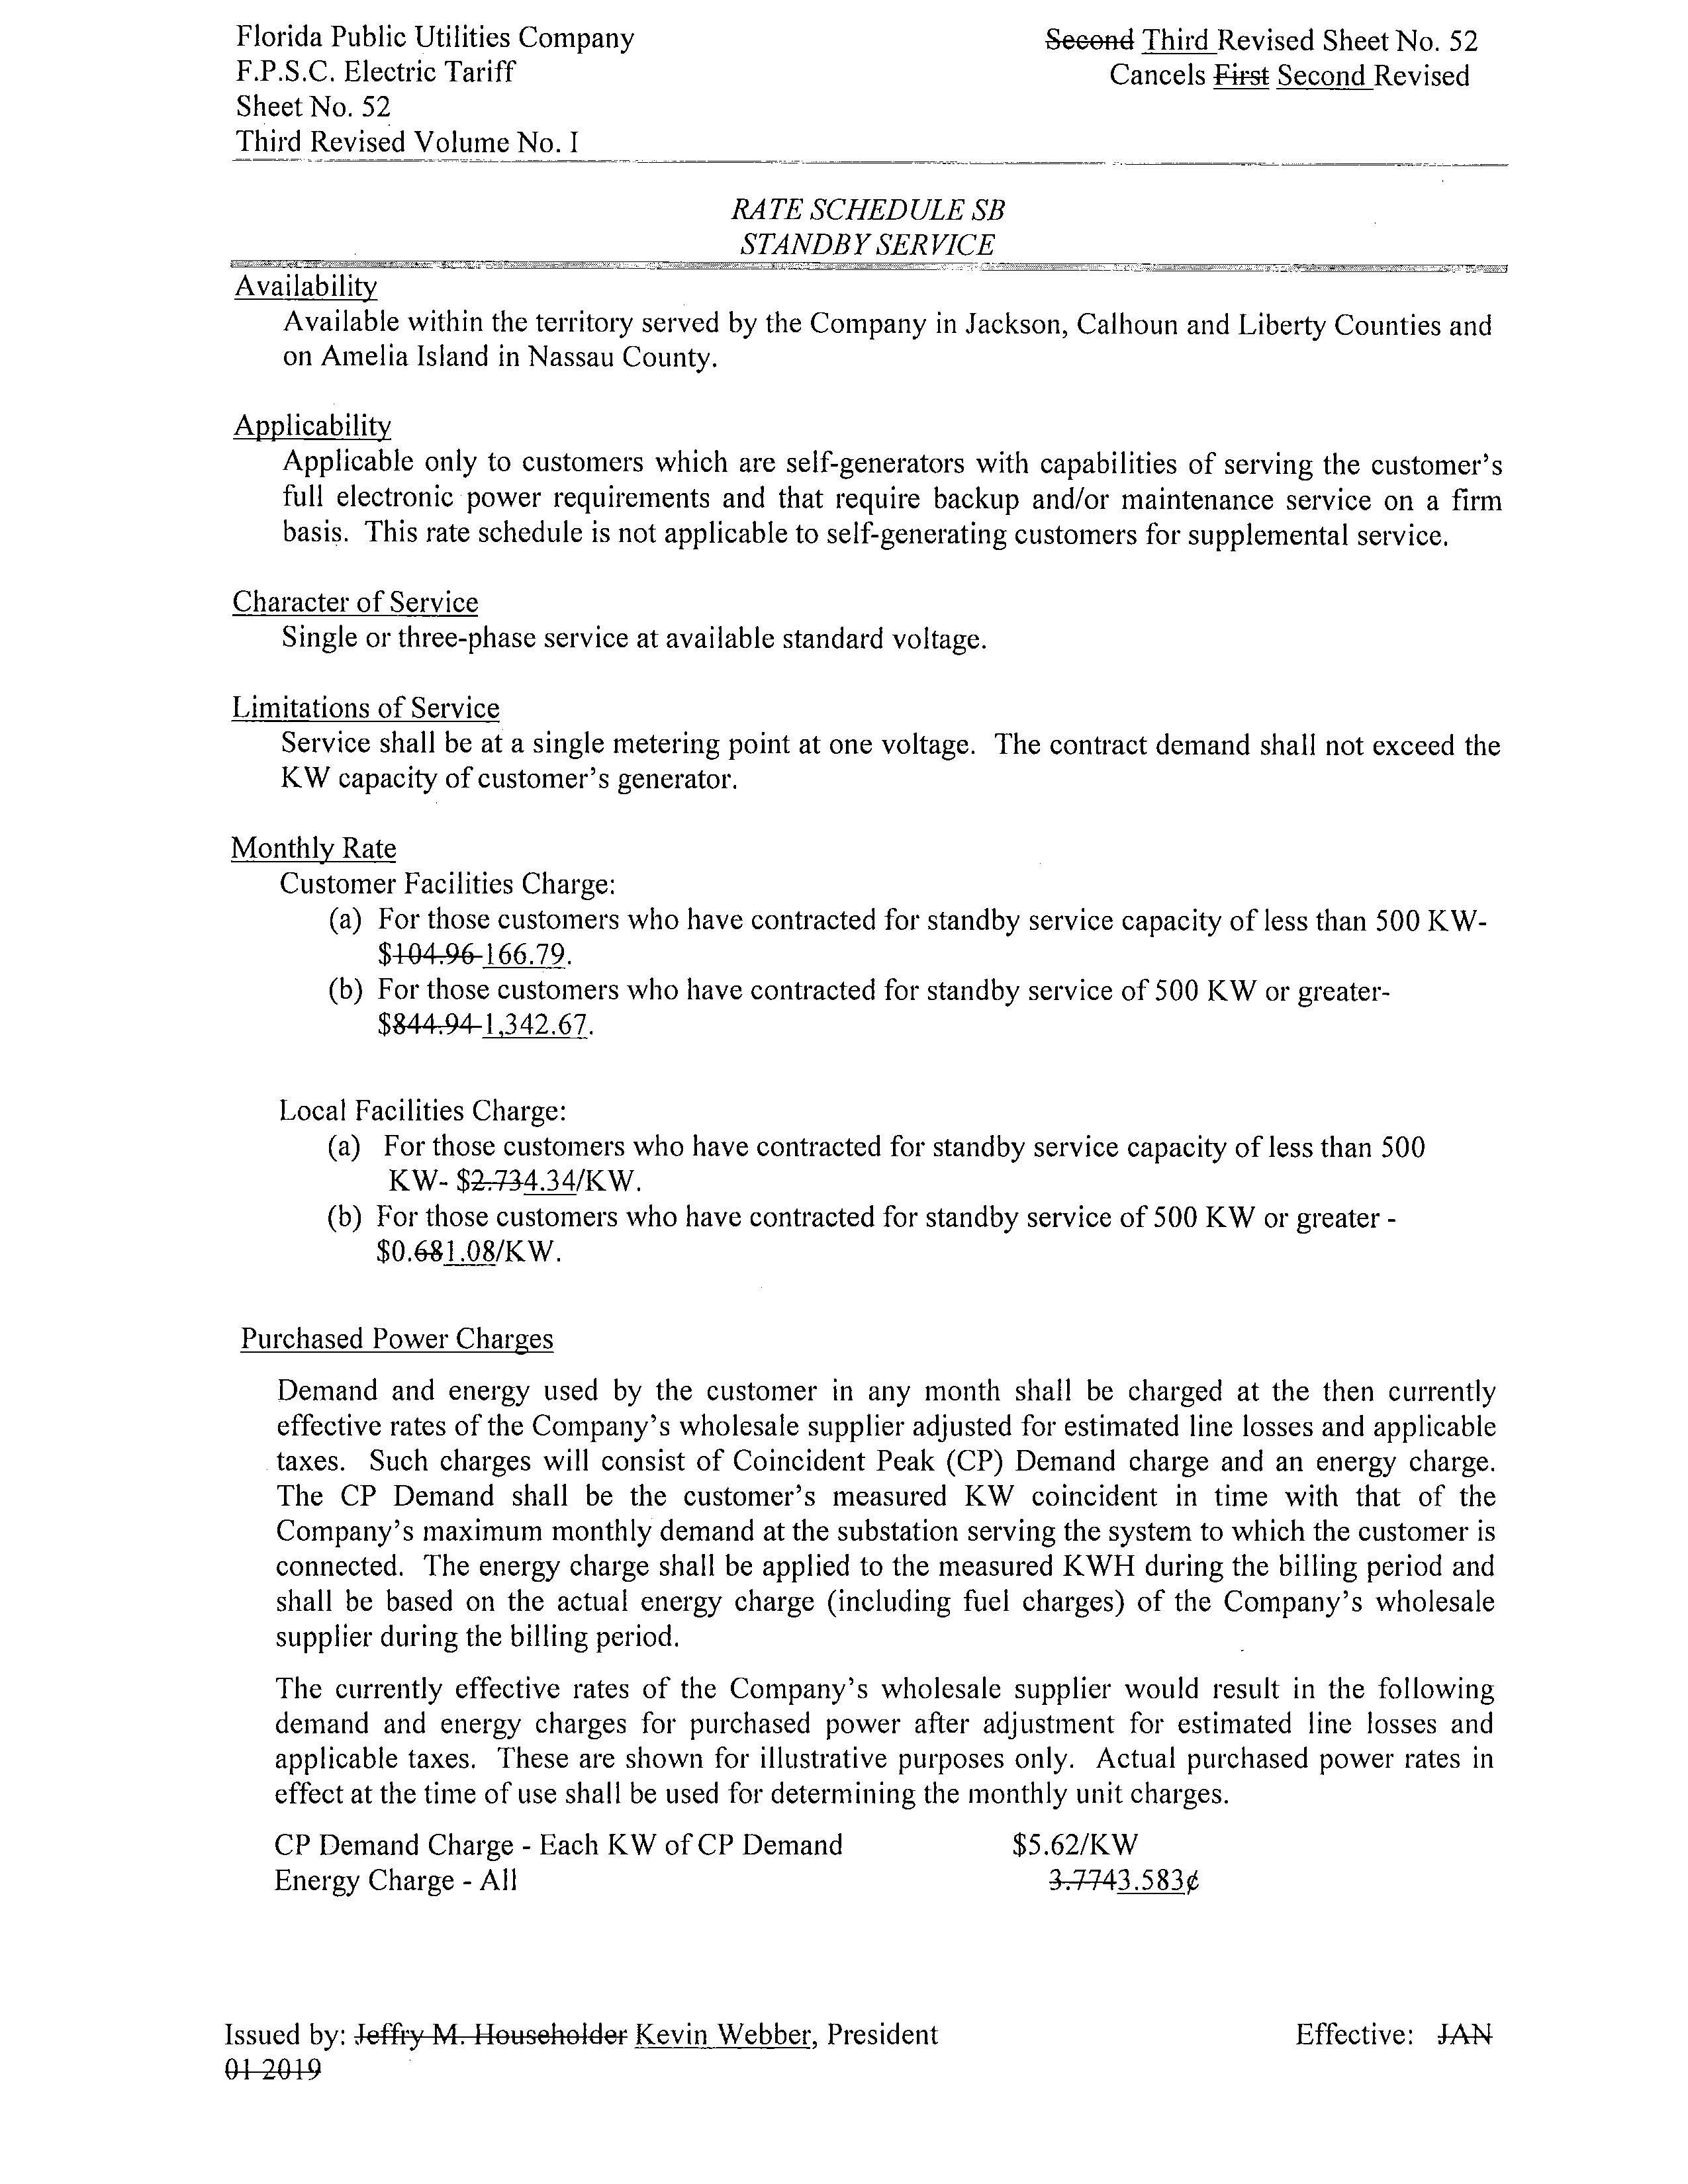 Florida Public Utilities Company
Second Third Revised Sheet No. 52
F.P.S.C. Electric Tariff
Cancels First Second Revised
Sheet No. 52
Third Revised Volume No. I
RATE SCHEDULE SB
STANDBY SERVICE
Availability
Available within the territory served by the Company in Jackson, Calhoun and Liberty Counties and
on Amelia Island in Nassau County.
Applicability
Applicable only to customers which are self-generators with capabilities of serving the customer's
full electronic power requirements and that require backup and/or maintenance service on a firm
basis. This rate schedule is not applicable to self-generating customers for supplemental service.
Character of Service
Single or three-phase service at available standard voltage.
Limitations of Service
Service shall be at a single metering point at one voltage. The contract demand shall not exceed the
KW capacity of customer's generator.
Monthly Rate
Customer Facilities Charge:
(a) For those customers who have contracted for standby service capacity of less than 500 KW-
$104.96 166.79.
(b) For those customers who have contracted for standby service of 500 KW or greater-
$844.94 1,342.67.
Local Facilities Charge:
(a) For those customers who have contracted for standby service capacity of less than 500
KW- $2.734.34/KW.
(b) For those customers who have contracted for standby service of 500 KW or greater -
$0.681.08/KW.
Purchased Power Charges
Demand and energy used by the customer in any month shall be charged at the then currently
effective rates of the Company's wholesale supplier adjusted for estimated line losses and applicable
taxes. Such charges will consist of Coincident Peak (CP) Demand charge and an energy charge.
The CP Demand shall be the customer's measured KW coincident in time with that of the
Company's maximum monthly demand at the substation serving the system to which the customer is
connected. The energy charge shall be applied to the measured KWH during the billing period and
shall be based on the actual energy charge (including fuel charges) of the Company's wholesale
supplier during the billing period.
The currently effective rates of the Company's wholesale supplier would result in the following
demand and energy charges for purchased power after adjustment for estimated line losses and
applicable taxes. These are shown for illustrative purposes only. Actual purchased power rates in
effect at the time of use shall be used for determining the monthly unit charges.
CP Demand Charge - Each KW of CP Demand $5.62/KW
Energy Charge - All 3.7743.583¢
Issued by: Jeffry M. Householder Kevin Webber, President Effective: JAN
01 2019